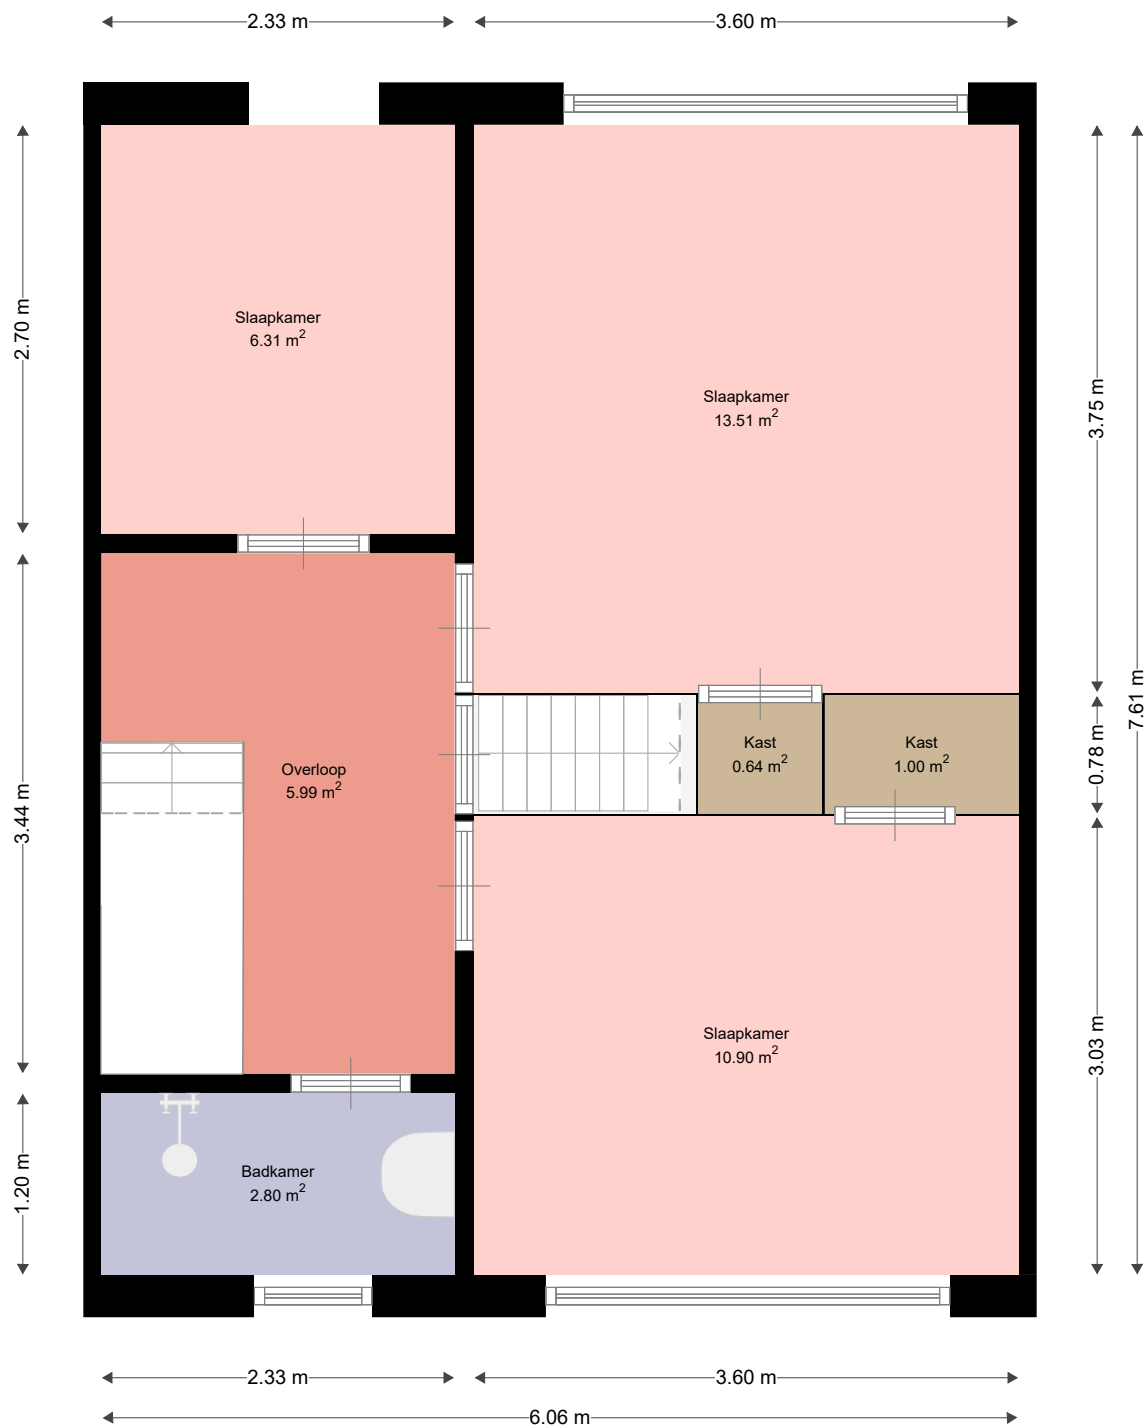 2.33 m
3.60 m
2.70 m
3.75 m
7.61 m
Slaapkamer
6.31 m²
Slaapkamer
13.51 m²
0.78 m
Kast
0.64 m²
Kast
1.00 m²
Overloop
5.99 m²
3.44 m
Slaapkamer
10.90 m²
3.03 m
1.20 m
Badkamer
2.80 m²
2.33 m
3.60 m
6.06 m